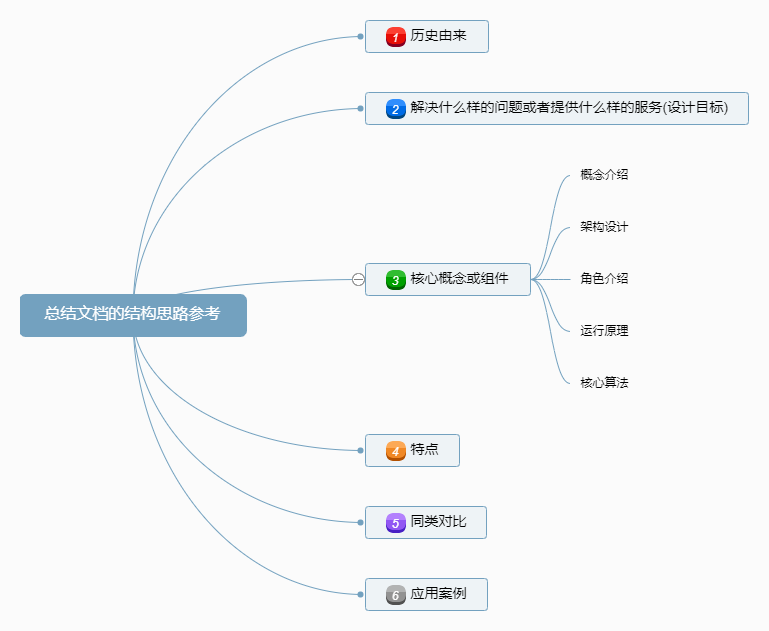 1 历史由来
2 解决什么样的问题或者提供什么样的服务(设计目标)
总结文档的结构思路参考
3 核心概念或组件
概念介绍
架构设计
角色介绍
运行原理
核心算法
4 特点
5 同类对比
6 应用案例